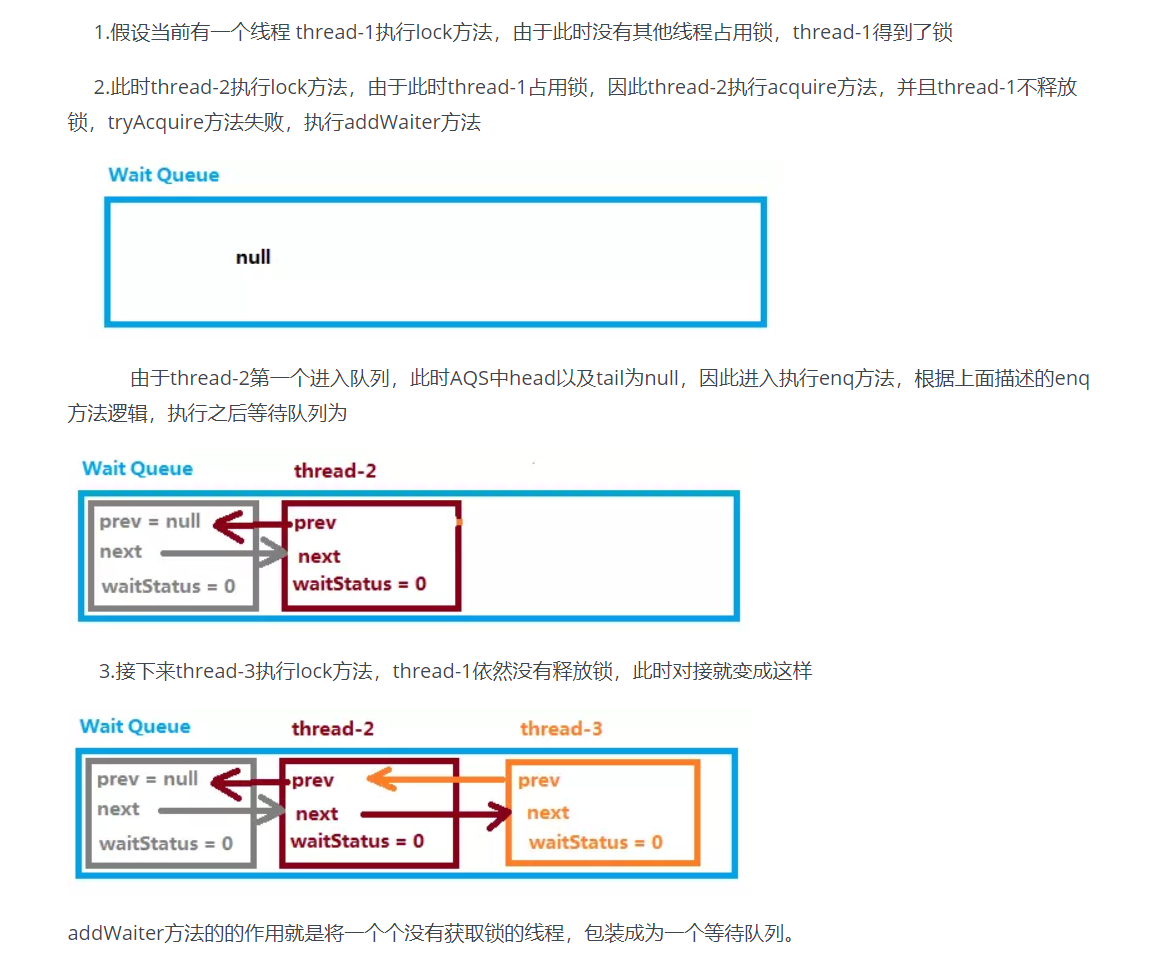 1.假设当前有一个线程 thread-1执行lock方法，由于此时没有其他线程占用锁，thread-1得到了锁
2.此时thread-2执行lock方法，由于此时thread-1占用锁，因此thread-2执行acquire方法，并且thread-1不释放
锁，tryAcquire方法失败，执行addWaiter方法
Wait Queue
null
由于thread-2第一个进入队列，此时AQS中head以及tail为null，因此进入执行enq方法，根据上面描述的enq
方法逻辑，执行之后等待队列为
Wait Queue thread-2
prev = null prev
next next
waitStatus = 0 waitStatus = 0
3.接下来thread-3执行lock方法，thread-1依然没有释放锁，此时对接就变成这样
Wait Queue thread-2 thread-3
prev = null prev prev
next next next
waitStatus = 0 waitStatus = 0 waitStatus = 0
addWaiter方法的的作用就是将一个个没有获取锁的线程，包装成为一个等待队列。